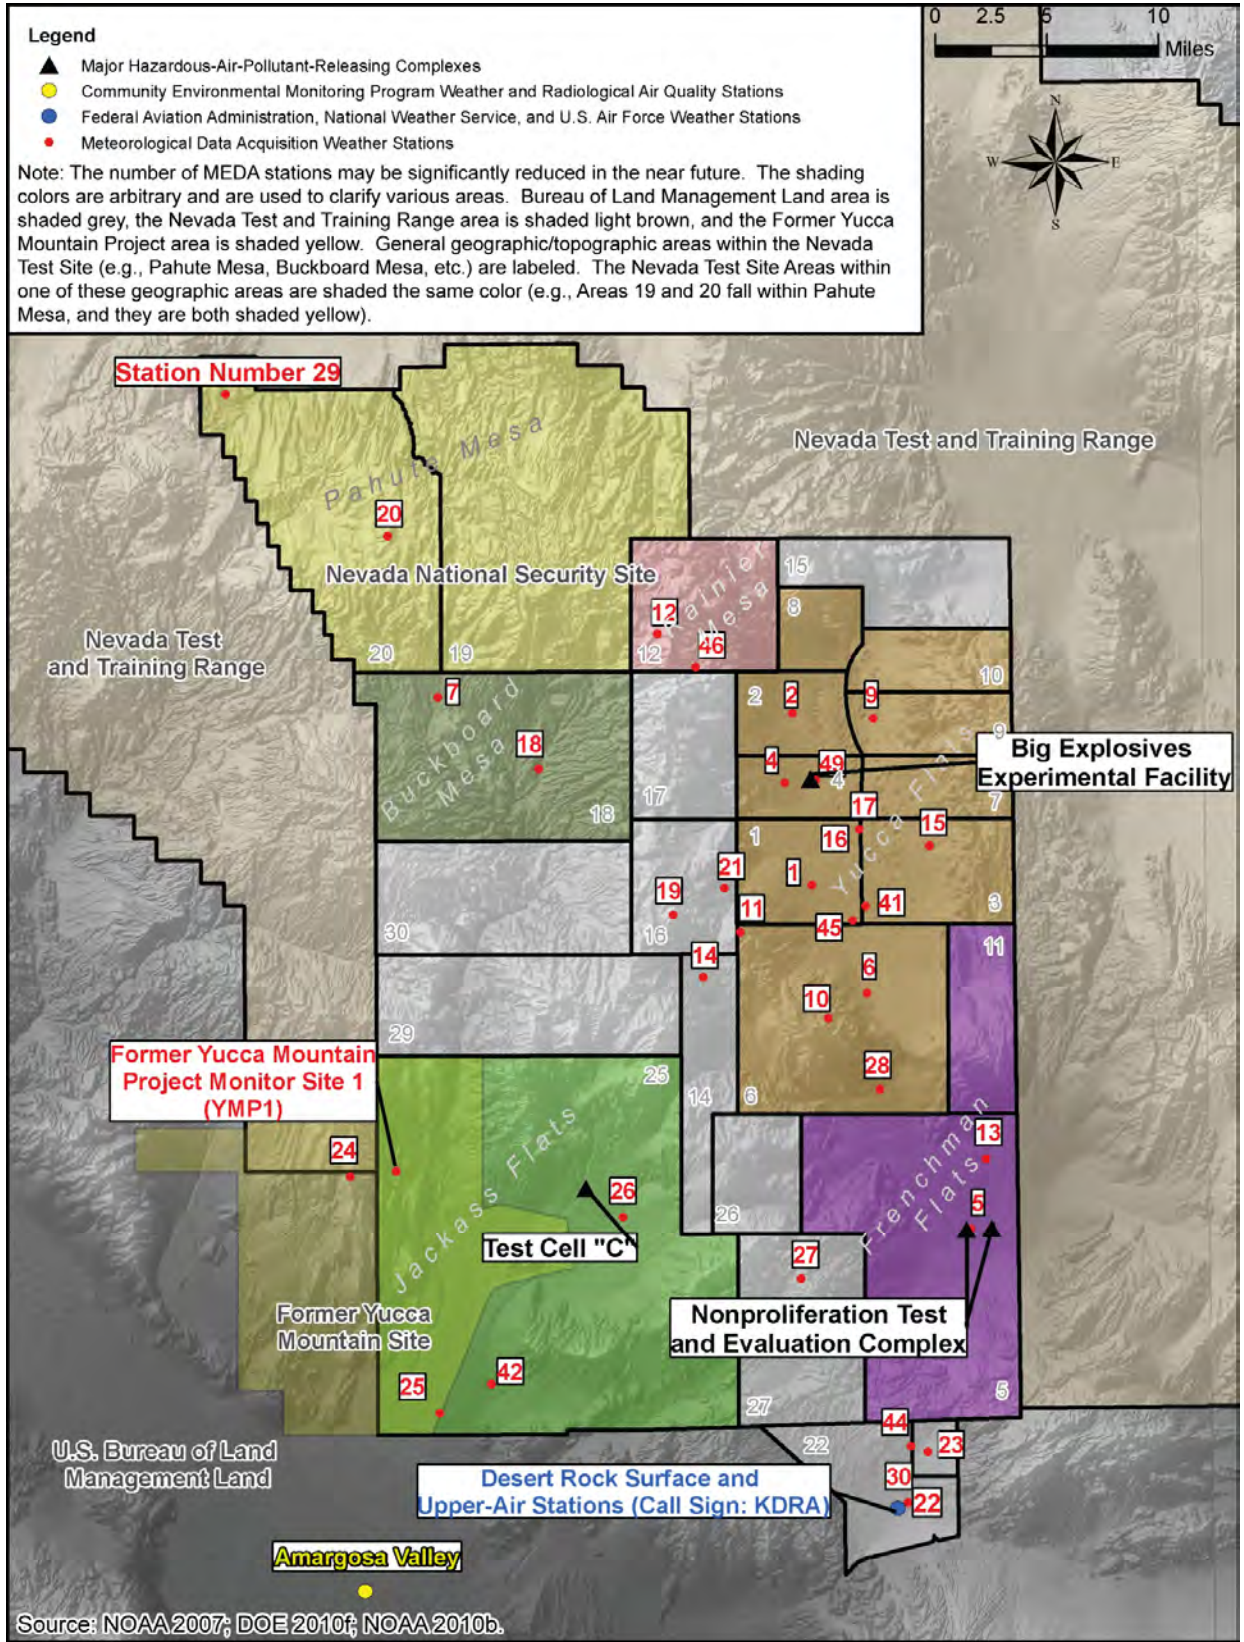 Legend
Major Hazardous-Air-Pollutant-Releasing Complexes
Community Environmental Monitoring Program Weather and Radiological Air Quality Stations
Federal Aviation Administration, National Weather Service, and U.S. Air Force Weather Stations
Meteorological Data Acquisition Weather Stations
Note: The number of MEDA stations may be significantly reduced in the near future. The shading
colors are arbitrary and are used to clarify various areas. Bureau of Land Management Land area is
shaded grey, the Nevada Test and Training Range area is shaded light brown, and the Former Yucca
Mountain Project area is shaded yellow. General geographic/topographic areas within the Nevada
Test Site (e.g., Pahute Mesa, Buckboard Mesa, etc.) are labeled. The Nevada Test Site Areas within
one of these geographic areas are shaded the same color (e.g., Areas 19 and 20 fall within Pahute
Mesa, and they are both shaded yellow).
0 2.5 5 10
Miles
N
W E
S
Station Number 29
Nevada Test and Training Range
Pahute Mesa
20
Nevada National Security Site
15
Rainier
Mesa
8
12
46
Nevada Test
and Training Range
20
19
12
10
7
2
2
9
9
Buckboard
Mesa
18
Big Explosives
Experimental Facility
4
49
4
17
18
17
7
1
16
15
Yucca Flats
21
1
19
11
41
3
30
16
45
11
14
6
10
29
Former Yucca Mountain
Project Monitor Site 1
(YMP1)
25
28
14
6
Jackass Flats
Frenchman
Flats
13
24
26
5
26
Test Cell "C"
27
Former Yucca
Mountain Site
Nonproliferation Test
and Evaluation Complex
42
25
5
27
44
22
23
U.S. Bureau of Land
Management Land
Desert Rock Surface and
Upper-Air Stations (Call Sign: KDRA)
30
22
Amargosa Valley
Source: NOAA 2007; DOE 2010f; NOAA 2010b.